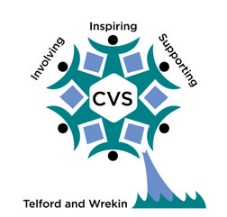 Inspiring
Involving
Supporting
CVS
Telford and Wrekin